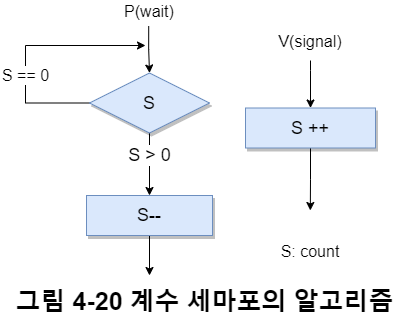 P(wait)
V(signal)
S == 0
S
S ++
S > 0
S--
S: count
그림 4-20 계수 세마포의 알고리즘